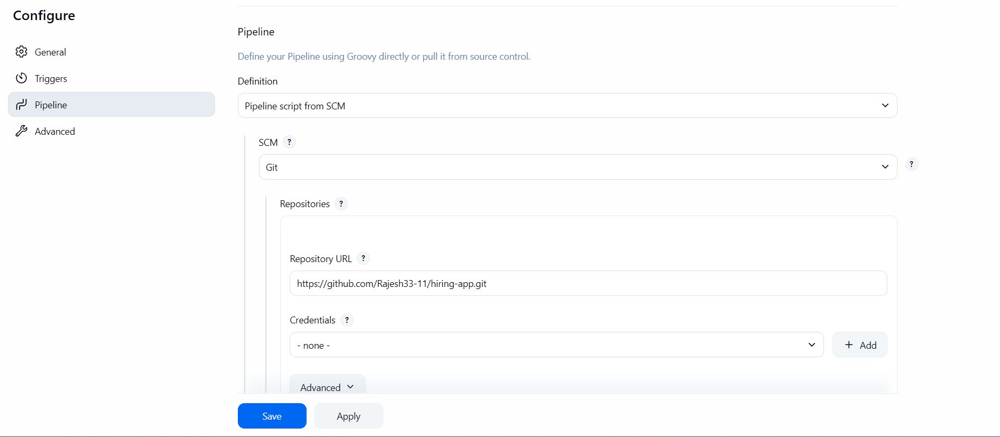 Configure
General
Triggers
Pipeline
Advanced
Pipeline
Define your Pipeline using Groovy directly or pull it from source control.
Definition
Pipeline script from SCM
SCM ?
Git
?
Repositories ?
Repository URL ?
https://github.com/Rajesh33-11/hiring-app.git
Credentials ?
- none -
+ Add
Advanced
Save Apply